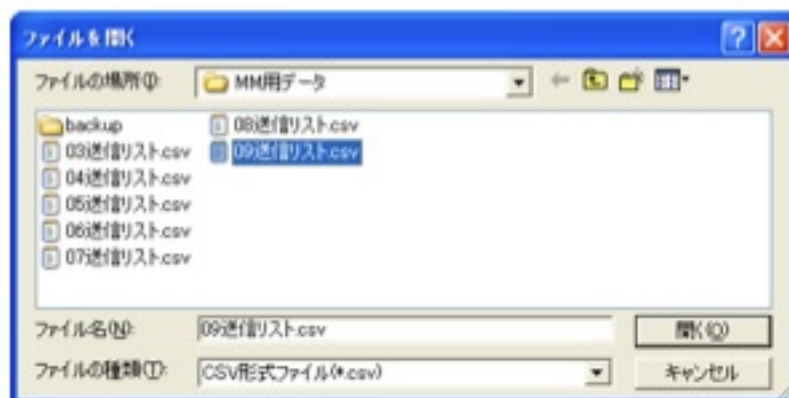 ファイルを開く
ファイルの場所(I):
MM用データ
backup
03送信リスト.csv
04送信リスト.csv
05送信リスト.csv
06送信リスト.csv
07送信リスト.csv
08送信リスト.csv
09送信リスト.csv
ファイル名(N):
09送信リスト.csv
開く(O)
ファイルの種類(T):
CSV形式ファイル(*.csv)
キャンセル